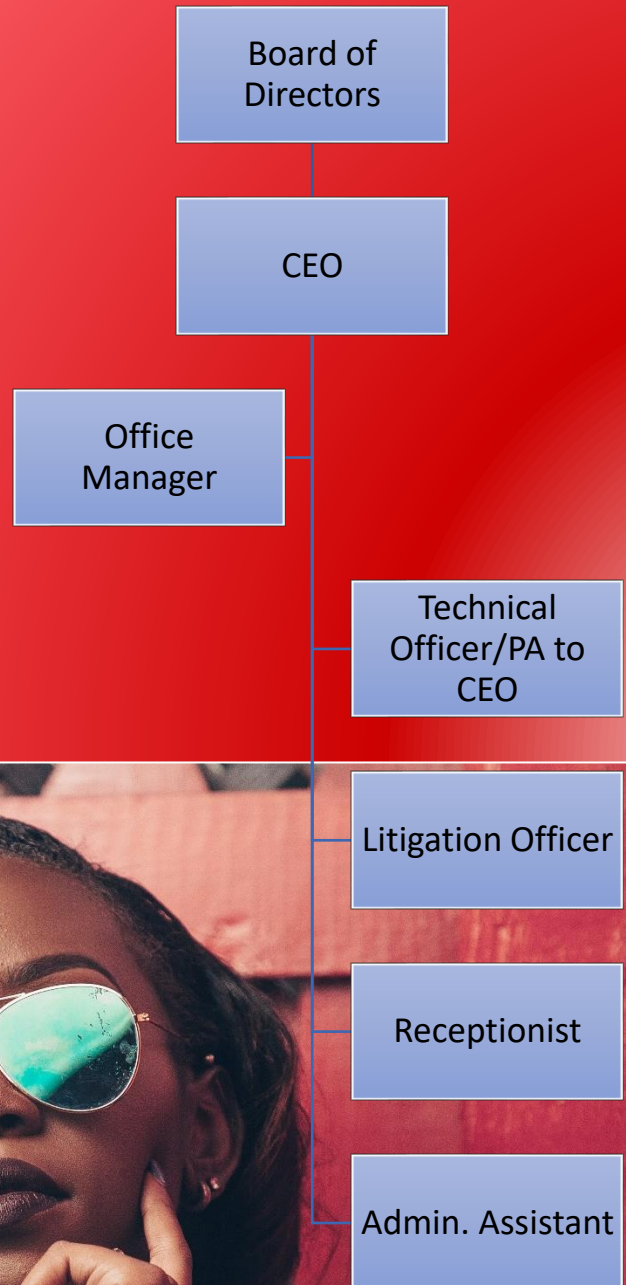 Board of
Directors
CEO
Office
Manager
Technical
Officer/PA to
CEO
Litigation Officer
Receptionist
Admin. Assistant